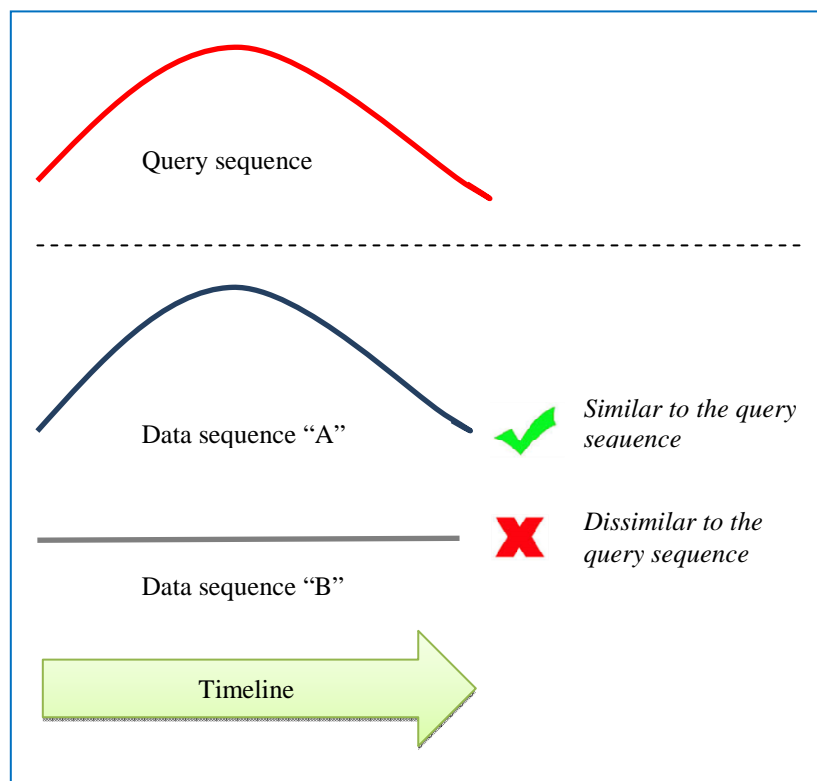 Query sequence
Similar to the query
sequence
Data sequence “A”
Dissimilar to the
query sequence
Data sequence “B”
Timeline